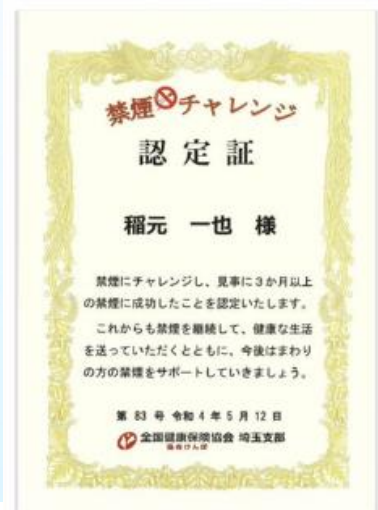 禁煙チャレンジ
認定証
稲元 一也 様
禁煙にチャレンジし、見事に3か月以上
の禁煙に成功したことを認定いたします。
これからも禁煙を継続して、健康な生活
を送っていただくとともに、今後はまわり
の方の禁煙をサポートしていきましょう。
第 83 号 令和 4 年 5 月 12 日
全国健康保険協会 埼玉支部
協会けんぽ